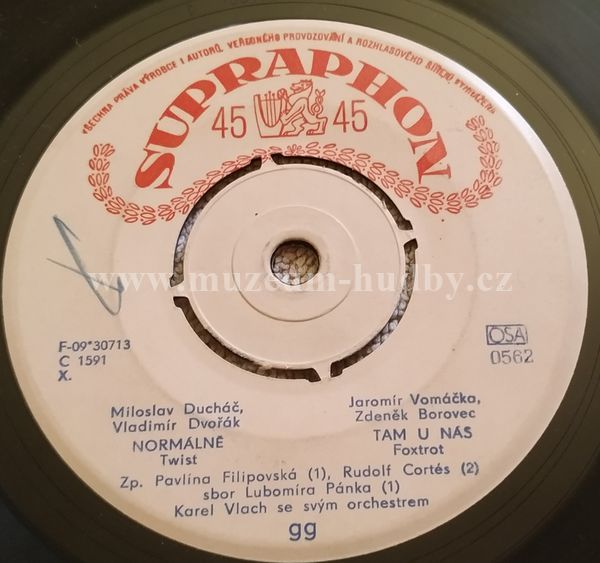 VŠECHNA PRÁVA VÝROBCE I AUTORŮ, VEŘEJNÉHO PROVOZOVÁNÍ A ROZHLASOVÉHO ŠÍŘENÍ VYHRAZENA
SUPRAPHON
45 45
www.muzeum-hudby.cz
F-09*30713
C 1591
X.
OSA
0562
Miloslav Ducháč,
Vladimír Dvořák
NORMÁLNĚ
Twist
Jaromír Vomáčka,
Zdeněk Borovec
TAM U NÁS
Foxtrot
Zp. Pavlína Filipovská (1), Rudolf Cortés (2)
sbor Lubomíra Pánka (1)
Karel Vlach se svým orchestrem
gg